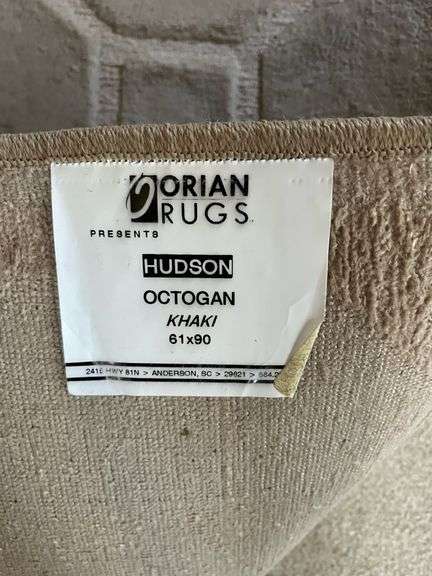 ORIAN
RUGS
PRESENTS
HUDSON
OCTOGAN
KHAKI
61x90
HWY 81N > ANDERSON, SC > 29621 >